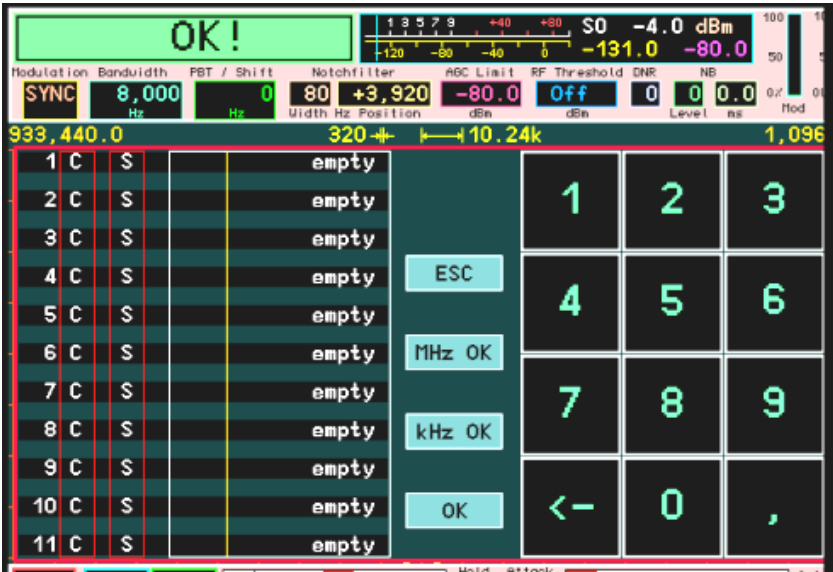 OK!
1 3 5 7 9 +40 +80 S0 -4.0 dBm
-120 -80 -40 0 -131.0 -80.0
100
50
0%
Mod
Modulation Bandwidth PBT / Shift Notchfilter AGC Limit RF Threshold DNR NB
SYNC 8,000 0 80 +3,920 -80.0 Off 0 0 0.0
Hz Hz Width Hz Position dBm dBm Level ms
933,440.0 320 10.24k 1,096
1 C S empty
2 C S empty
3 C S empty
4 C S empty
5 C S empty
6 C S empty
7 C S empty
8 C S empty
9 C S empty
10 C S empty
11 C S empty
ESC
MHz OK
kHz OK
OK
1 2 3
4 5 6
7 8 9
<- 0 ,
Hold Attack